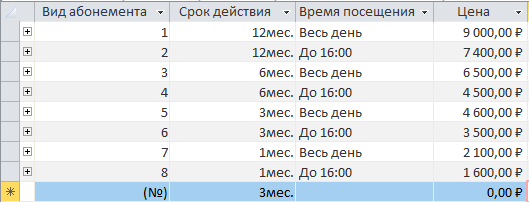 Вид абонемента Срок действия Время посещения Цена
1 12мес. Весь день 9 000,00 ₽
2 12мес. До 16:00 7 400,00 ₽
3 6мес. Весь день 6 500,00 ₽
4 6мес. До 16:00 4 500,00 ₽
5 3мес. Весь день 4 600,00 ₽
6 3мес. До 16:00 3 500,00 ₽
7 1мес. Весь день 2 100,00 ₽
8 1мес. До 16:00 1 600,00 ₽
(№) 3мес. 0,00 ₽